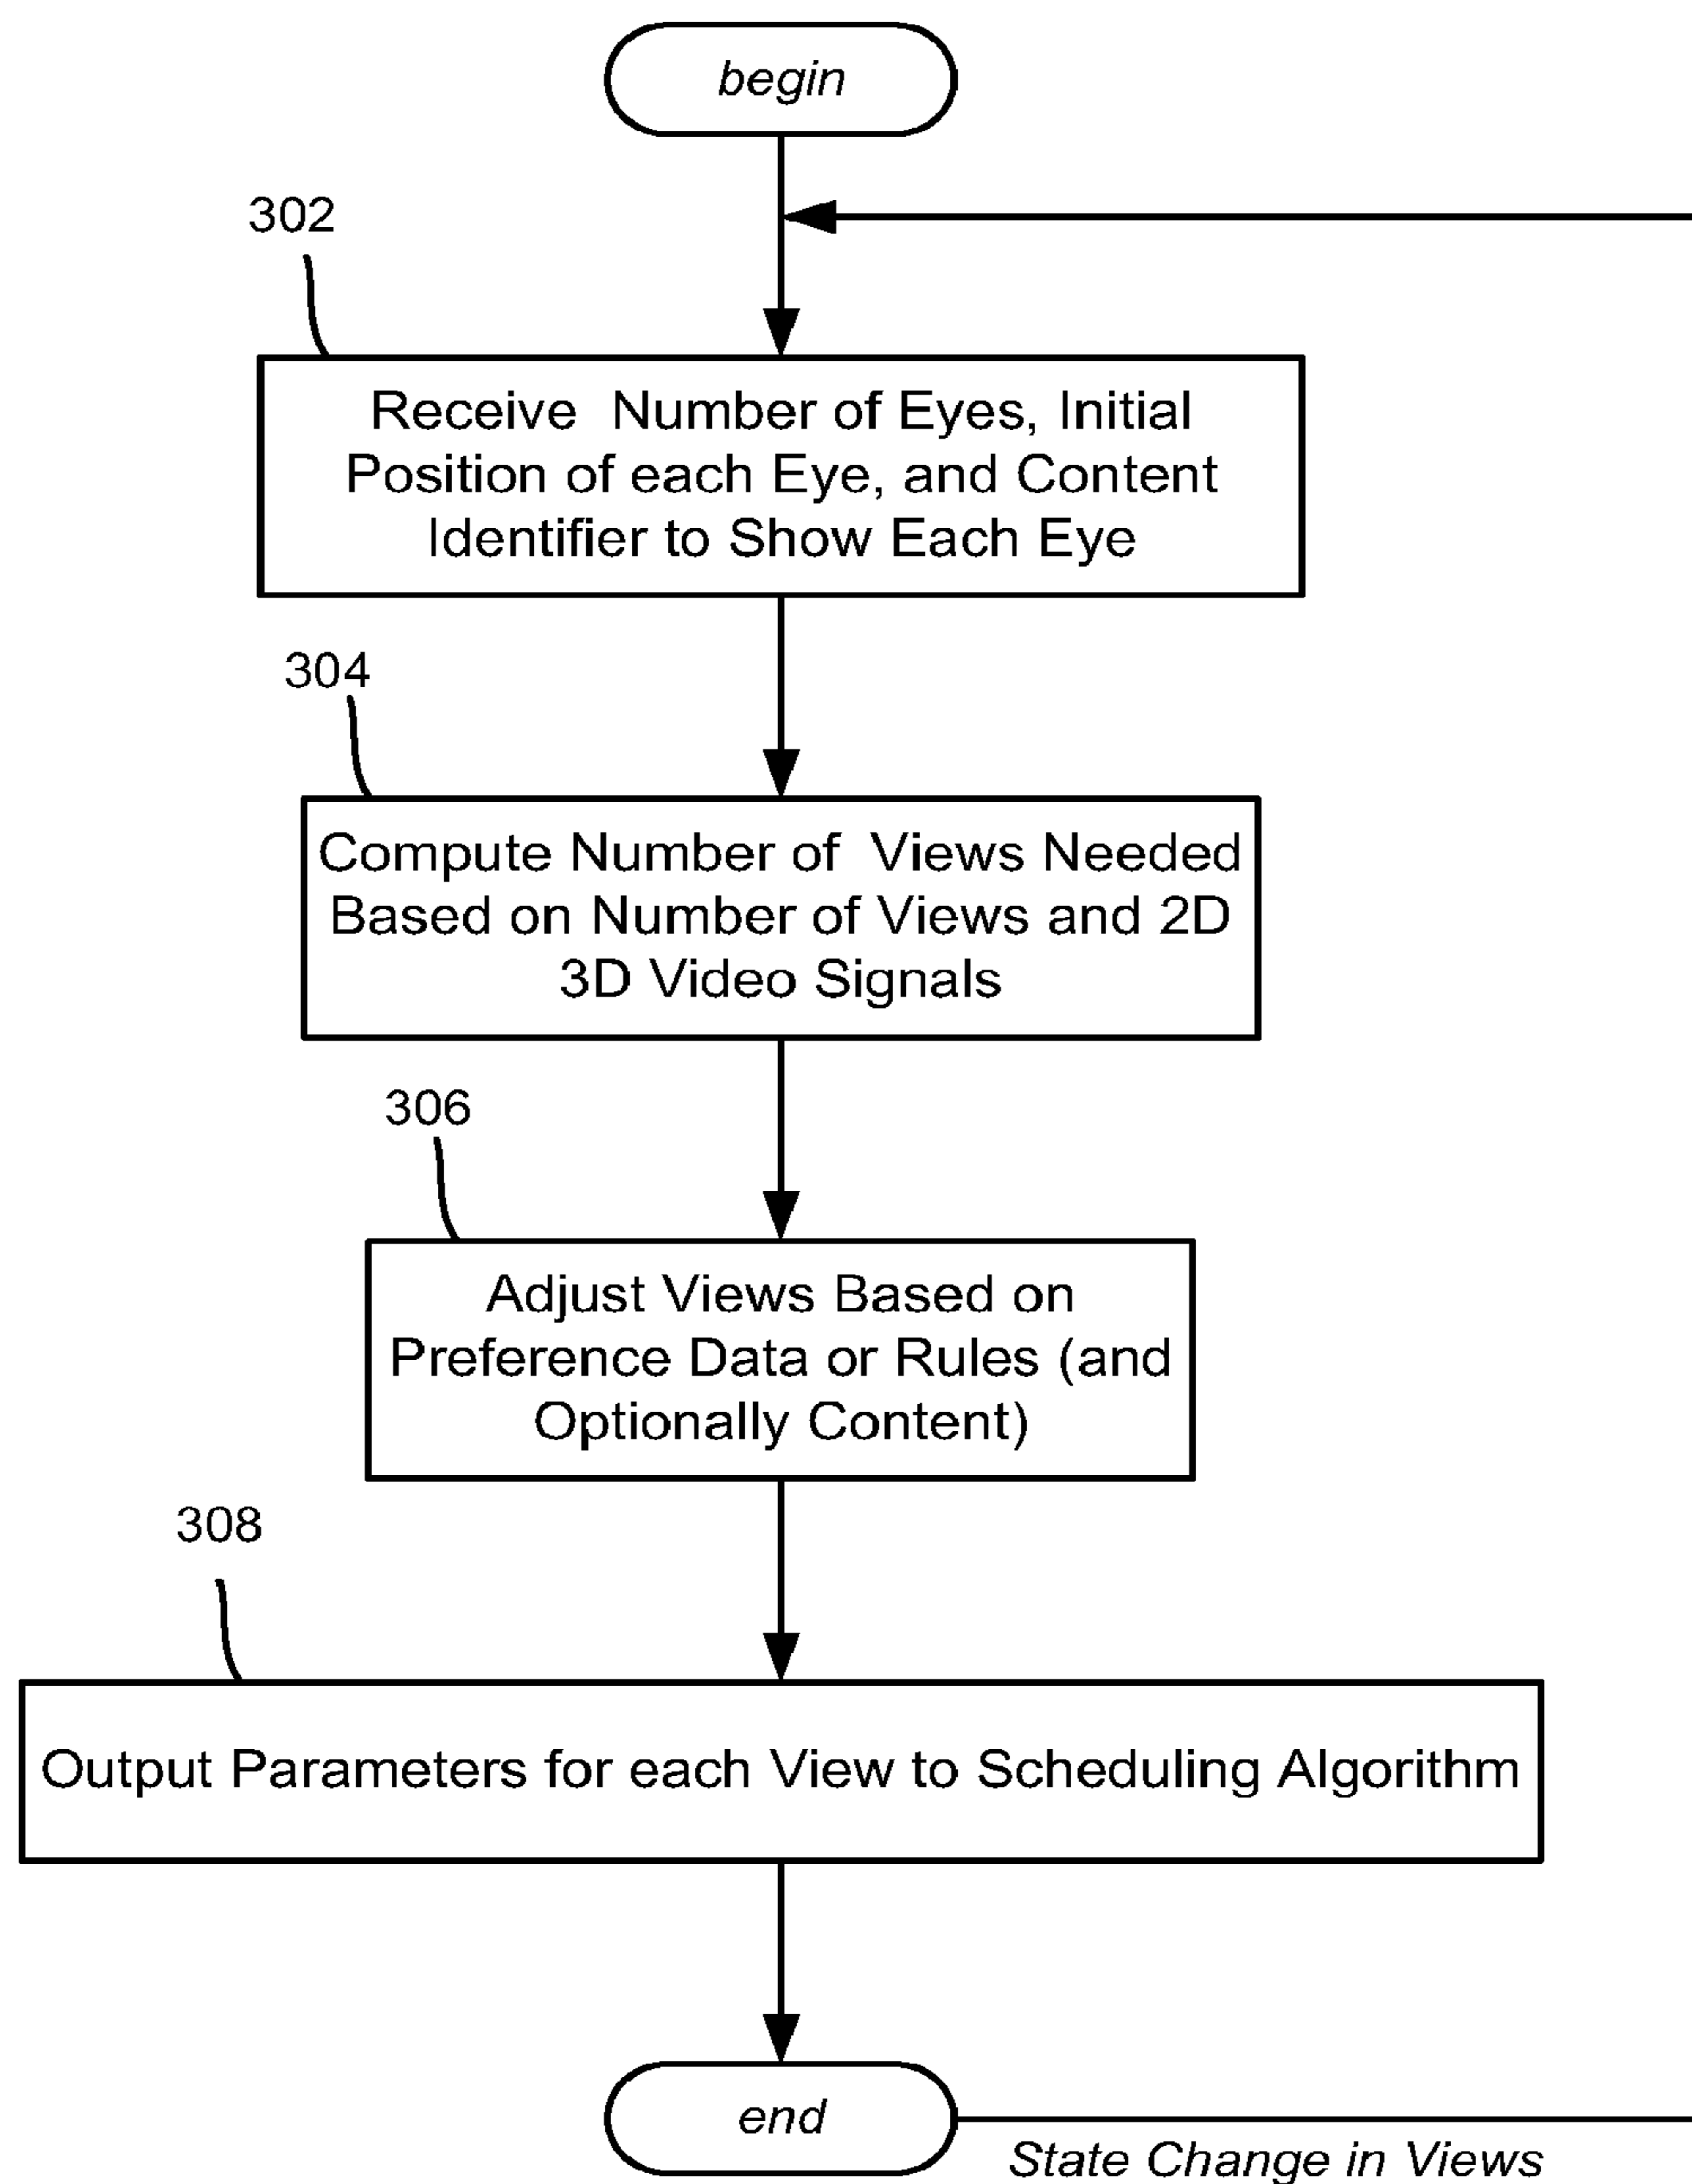 begin
302
Receive Number of Eyes, Initial
Position of each Eye, and Content
Identifier to Show Each Eye
304
Compute Number of Views Needed
Based on Number of Views and 2D
3D Video Signals
306
Adjust Views Based on
Preference Data or Rules (and
Optionally Content)
308
Output Parameters for each View to Scheduling Algorithm
end
State Change in Views